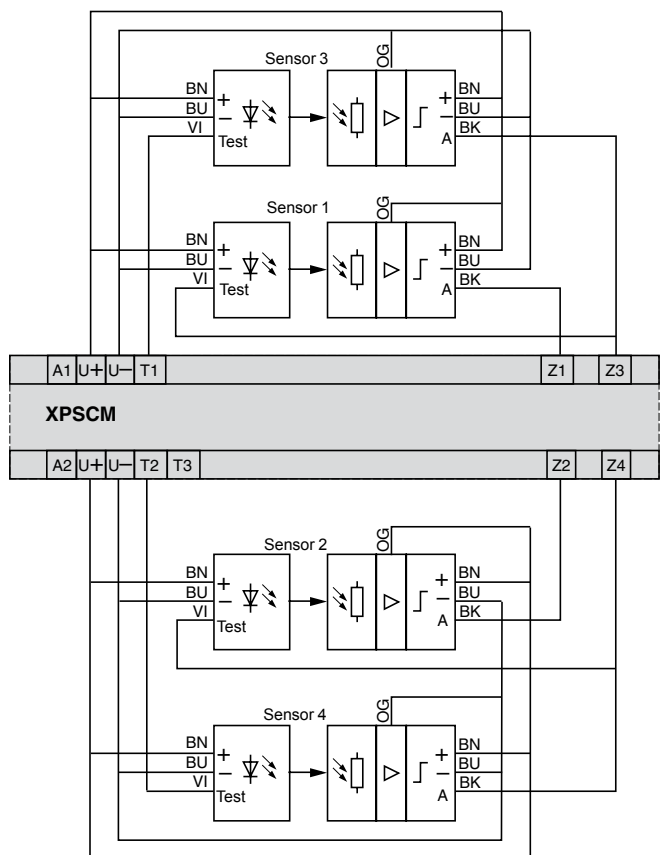 Sensor 3
OG
BN
BU
VI
+
−
Test
+
−
A
BN
BU
BK
Sensor 1
OG
BN
BU
VI
+
−
Test
+
−
A
BN
BU
BK
A1 U+ U− T1 Z1 Z3
XPSCM
A2 U+ U− T2 T3 Z2 Z4
Sensor 2
OG
BN
BU
VI
+
−
Test
+
−
A
BN
BU
BK
Sensor 4
OG
BN
BU
VI
+
−
Test
+
−
A
BN
BU
BK